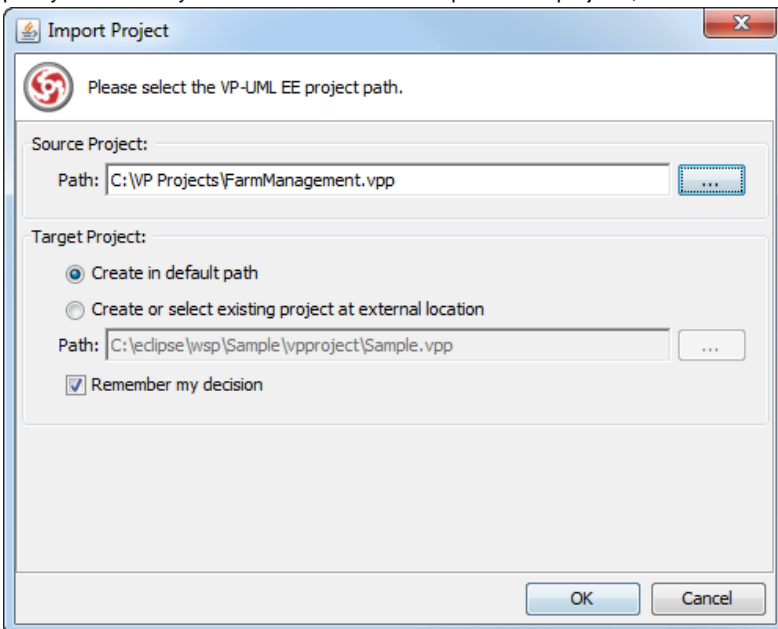 Import Project
Please select the VP-UML EE project path.
Source Project:
Path: C:\VP Projects\FarmManagement.vpp ...
Target Project:
Create in default path
Create or select existing project at external location
Path: C:\eclipse\wsp\Sample\vpproject\Sample.vpp ...
Remember my decision
OK Cancel